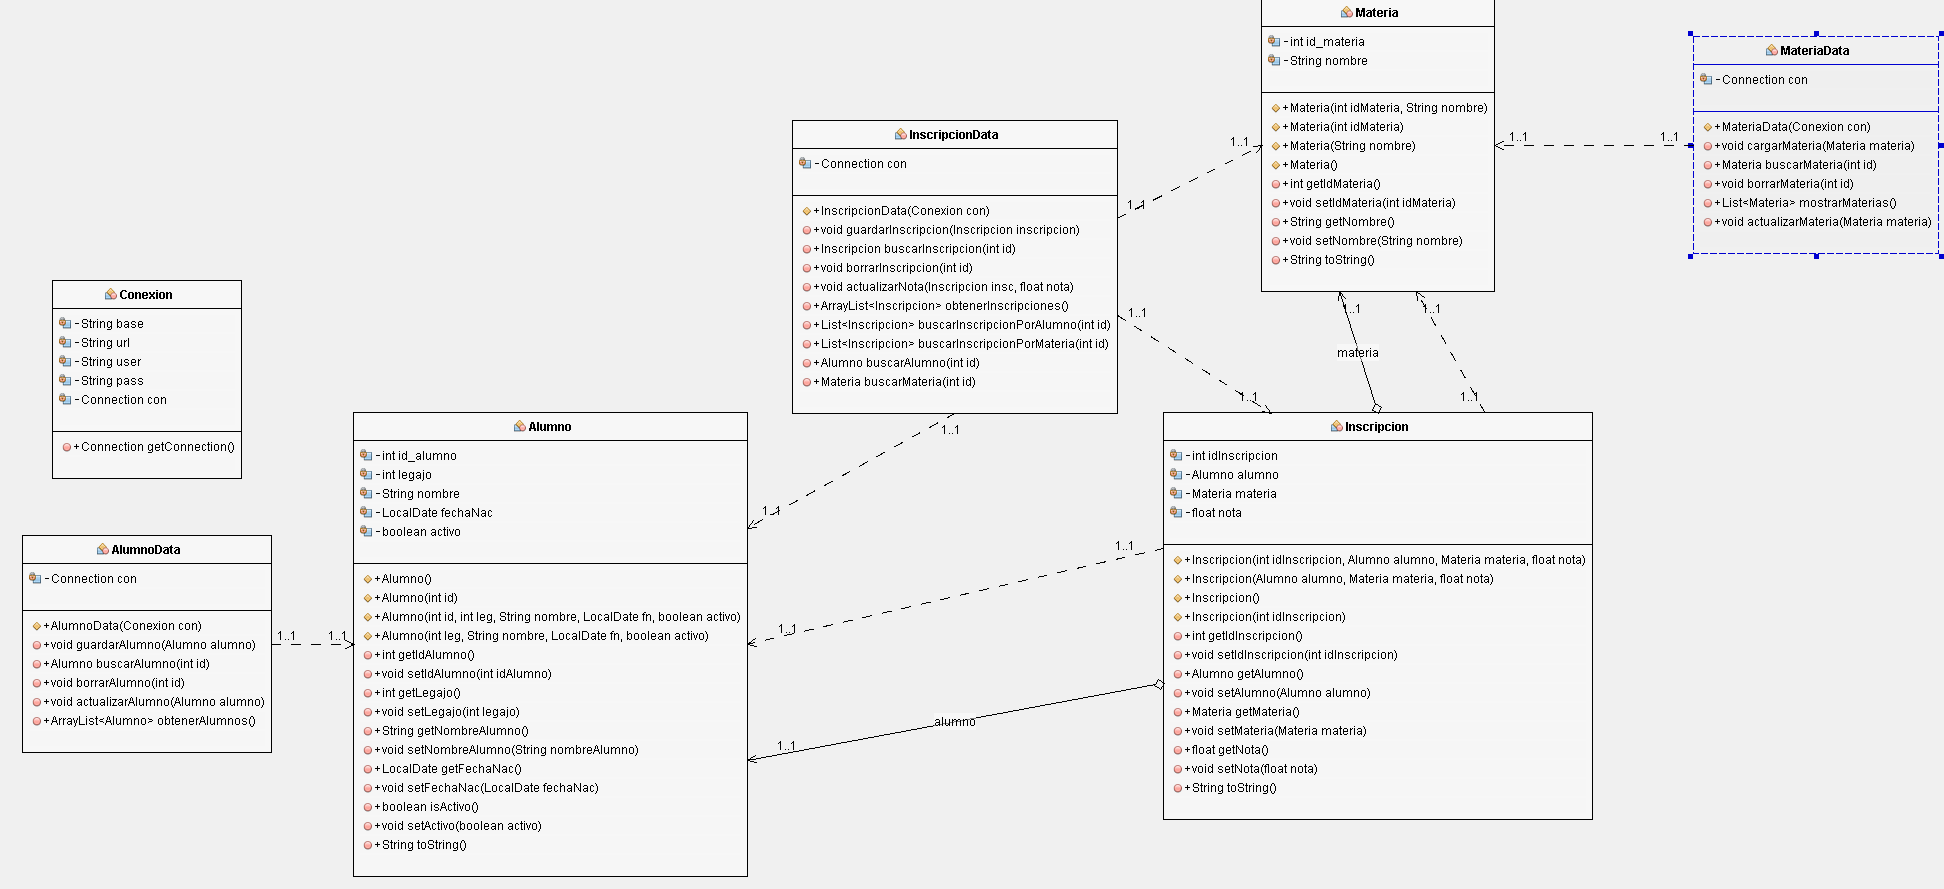 Materia
-int id_materia
-String nombre
+Materia(int idMateria, String nombre)
+Materia(int idMateria)
+Materia(String nombre)
+Materia()
+int getIdMateria()
+void setIdMateria(int idMateria)
+String getNombre()
+void setNombre(String nombre)
+String toString()
MateriaData
-Connection con
+MateriaData(Conexion con)
+void cargarMateria(Materia materia)
+Materia buscarMateria(int id)
+void borrarMateria(int id)
+List<Materia> mostrarMaterias()
+void actualizarMateria(Materia materia)
1..1
1..1
InscripcionData
-Connection con
+InscripcionData(Conexion con)
+void guardarInscripcion(Inscripcion inscripcion)
+Inscripcion buscarInscripcion(int id)
+void borrarInscripcion(int id)
+void actualizarNota(Inscripcion insc, float nota)
+ArrayList<Inscripcion> obtenerInscripciones()
+List<Inscripcion> buscarInscripcionPorAlumno(int id)
+List<Inscripcion> buscarInscripcionPorMateria(int id)
+Alumno buscarAlumno(int id)
+Materia buscarMateria(int id)
1..1
1..1
1..1
1..1
1..1
1..1
materia
1..1
1..1
1..1
Conexion
-String base
-String url
-String user
-String pass
-Connection con
+Connection getConnection()
AlumnoData
-Connection con
+AlumnoData(Conexion con)
+void guardarAlumno(Alumno alumno)
+Alumno buscarAlumno(int id)
+void borrarAlumno(int id)
+void actualizarAlumno(Alumno alumno)
+ArrayList<Alumno> obtenerAlumnos()
1..1
1..1
Alumno
-int id_alumno
-int legajo
-String nombre
-LocalDate fechaNac
-boolean activo
+Alumno()
+Alumno(int id)
+Alumno(int id, int leg, String nombre, LocalDate fn, boolean activo)
+Alumno(int leg, String nombre, LocalDate fn, boolean activo)
+int getIdAlumno()
+void setIdAlumno(int idAlumno)
+int getLegajo()
+void setLegajo(int legajo)
+String getNombreAlumno()
+void setNombreAlumno(String nombreAlumno)
+LocalDate getFechaNac()
+void setFechaNac(LocalDate fechaNac)
+boolean isActivo()
+void setActivo(boolean activo)
+String toString()
1..1
1..1
alumno
1..1
Inscripcion
-int idInscripcion
-Alumno alumno
-Materia materia
-float nota
+Inscripcion(int idInscripcion, Alumno alumno, Materia materia, float nota)
+Inscripcion(Alumno alumno, Materia materia, float nota)
+Inscripcion()
+Inscripcion(int idInscripcion)
+int getIdInscripcion()
+void setIdInscripcion(int idInscripcion)
+Alumno getAlumno()
+void setAlumno(Alumno alumno)
+Materia getMateria()
+void setMateria(Materia materia)
+float getNota()
+void setNota(float nota)
+String toString()